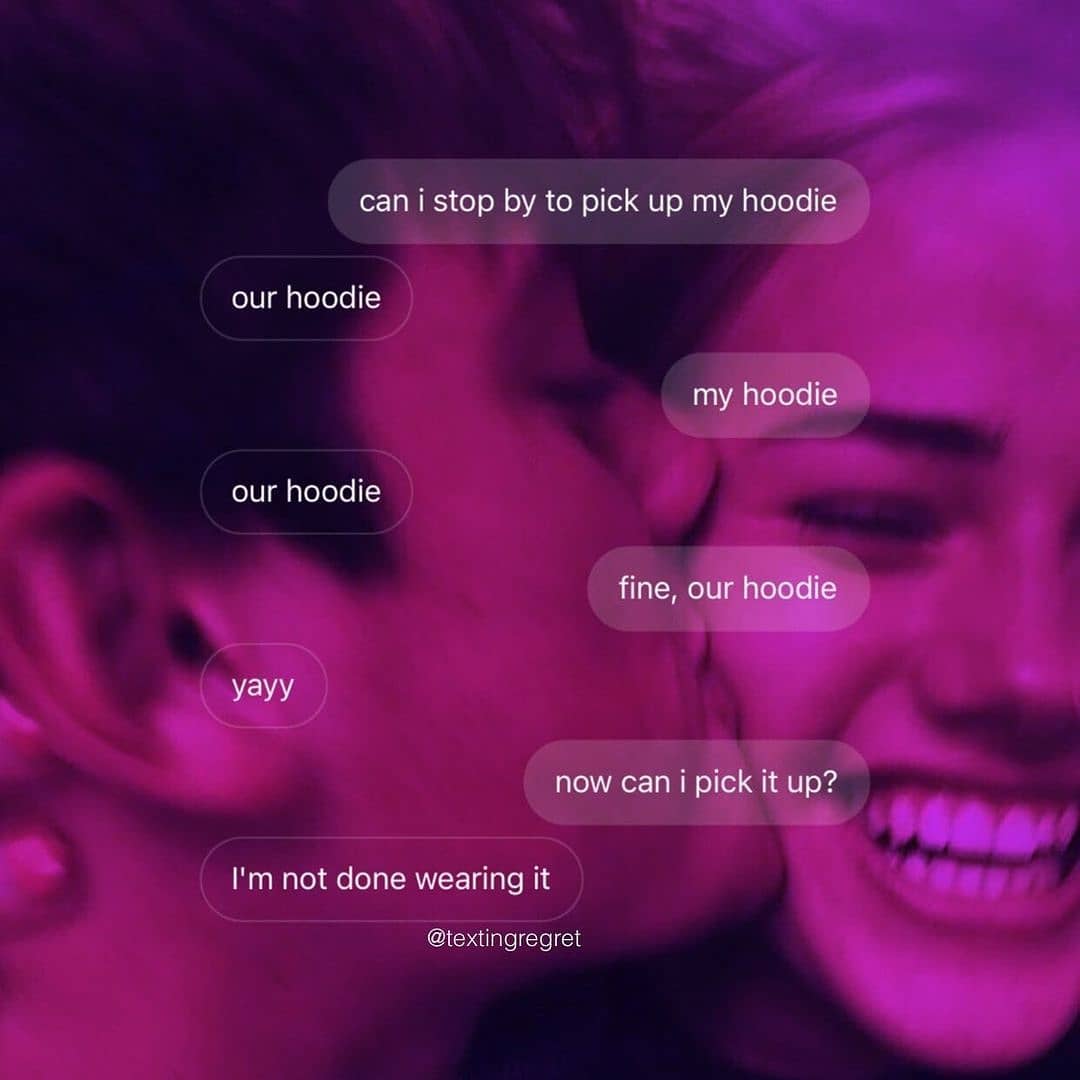 can i stop by to pick up my hoodie
our hoodie
my hoodie
our hoodie
fine, our hoodie
yayy
now can i pick it up?
I'm not done wearing it
@textingregret